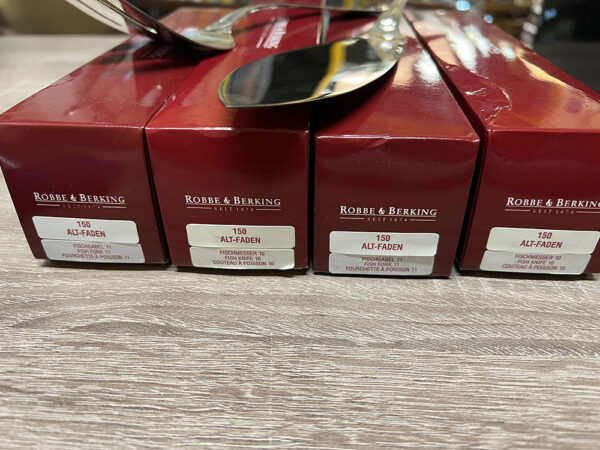 ROBBE & BERKING
SEIT 1874
150
ALT-FADEN
FISCHGABEL 11
FISH FORK 11
FOURCHETTE À POISSON 11
ROBBE & BERKING
SEIT 1874
150
ALT-FADEN
FISCHMESSER 10
FISH KNIFE 10
COUTEAU À POISSON 10
ROBBE & BERKING
SEIT 1874
150
ALT-FADEN
FISCHGABEL 11
FISH FORK 11
FOURCHETTE À POISSON 11
ROBBE & BERKING
SEIT 1874
150
ALT-FADEN
FISCHMESSER 10
FISH KNIFE 10
COUTEAU À POISSON 10